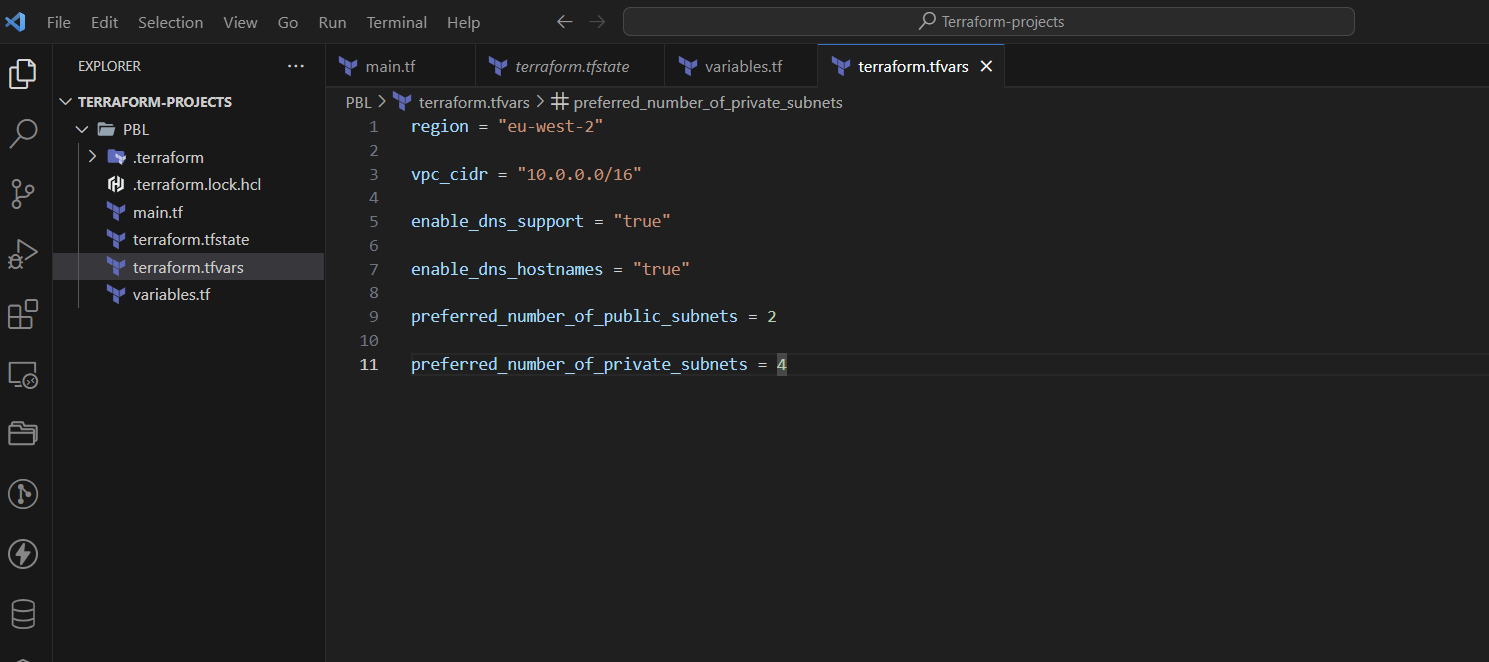 File Edit Selection View Go Run Terminal Help
Terraform-projects
EXPLORER
TERRAFORM-PROJECTS
PBL
.terraform
.terraform.lock.hcl
main.tf
terraform.tfstate
terraform.tfvars
variables.tf
main.tf terraform.tfstate variables.tf terraform.tfvars
PBL > terraform.tfvars > preferred_number_of_private_subnets
1 region = "eu-west-2"
2
3 vpc_cidr = "10.0.0.0/16"
4
5 enable_dns_support = "true"
6
7 enable_dns_hostnames = "true"
8
9 preferred_number_of_public_subnets = 2
10
11 preferred_number_of_private_subnets = 4